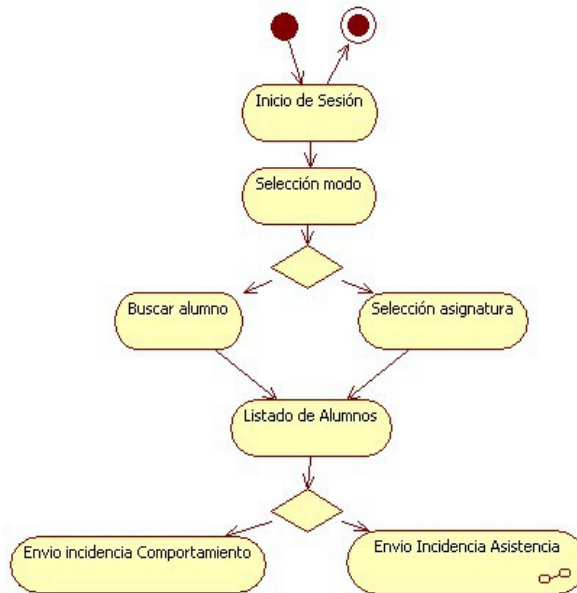 Inicio de Sesión
Selección modo
Buscar alumno
Selección asignatura
Listado de Alumnos
Envio incidencia Comportamiento
Envio Incidencia Asistencia